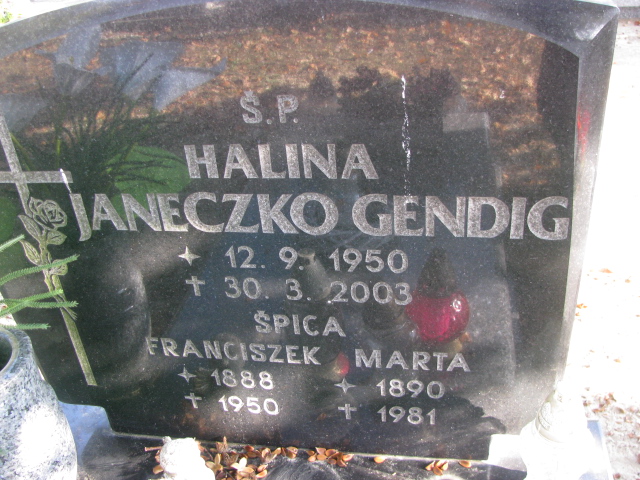 Ś.P.
HALINA
JANECZKO GENDIG
12. 9. 1950
✝ 30. 3. 2003
ŚPICA
FRANCISZEK MARTA
1888 1890
✝ 1950 ✝ 1981